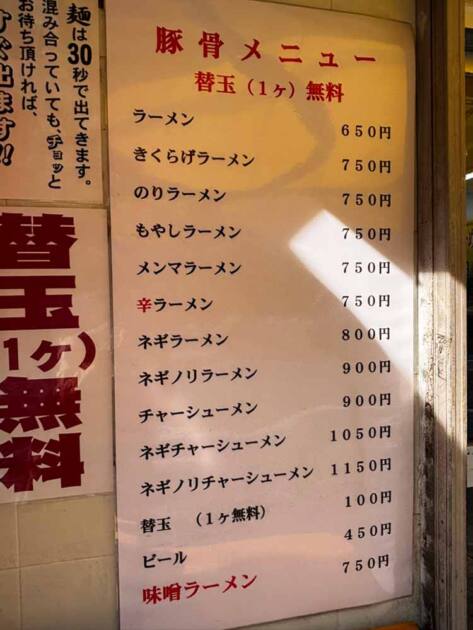 麺は30秒で出てきます。
混み合っていても、チョッと
お待ち頂ければ、
すぐ出ます!!
替玉
(1ケ)
無料
豚骨メニュー
替玉(1ヶ)無料
ラーメン 650円
きくらげラーメン 750円
のりラーメン 750円
もやしラーメン 750円
メンマラーメン 750円
辛ラーメン 750円
ネギラーメン 800円
ネギノリラーメン 900円
チャーシューメン 900円
ネギチャーシューメン 1050円
ネギノリチャーシューメン 1150円
替玉 (1ヶ無料) 100円
ビール 450円
味噌ラーメン 750円